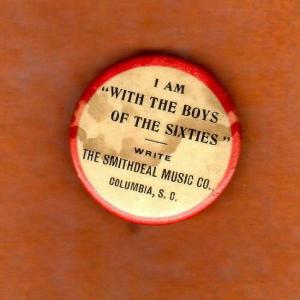 I AM
"WITH THE BOYS
OF THE SIXTIES"
WRITE
THE SMITHDEAL MUSIC CO.,
COLUMBIA, S. C.